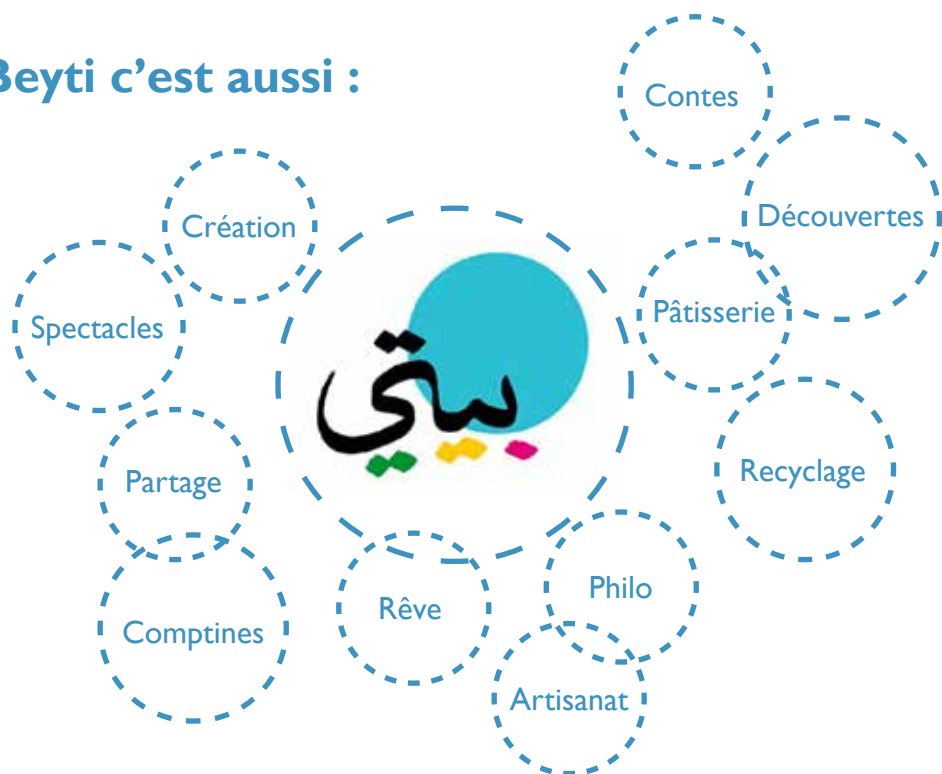 Beyti c’est aussi :
Contes
Découvertes
Création
Pâtisserie
Spectacles
بيتي
Recyclage
Partage
Philo
Rêve
Comptines
Artisanat